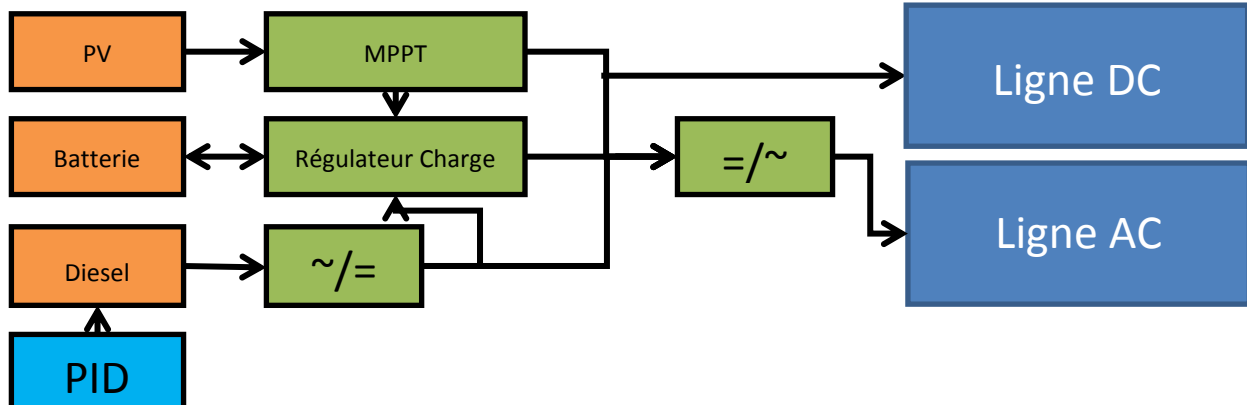 PV
MPPT
Ligne DC
Batterie
Régulateur Charge
=/~
Ligne AC
Diesel
~/=
PID